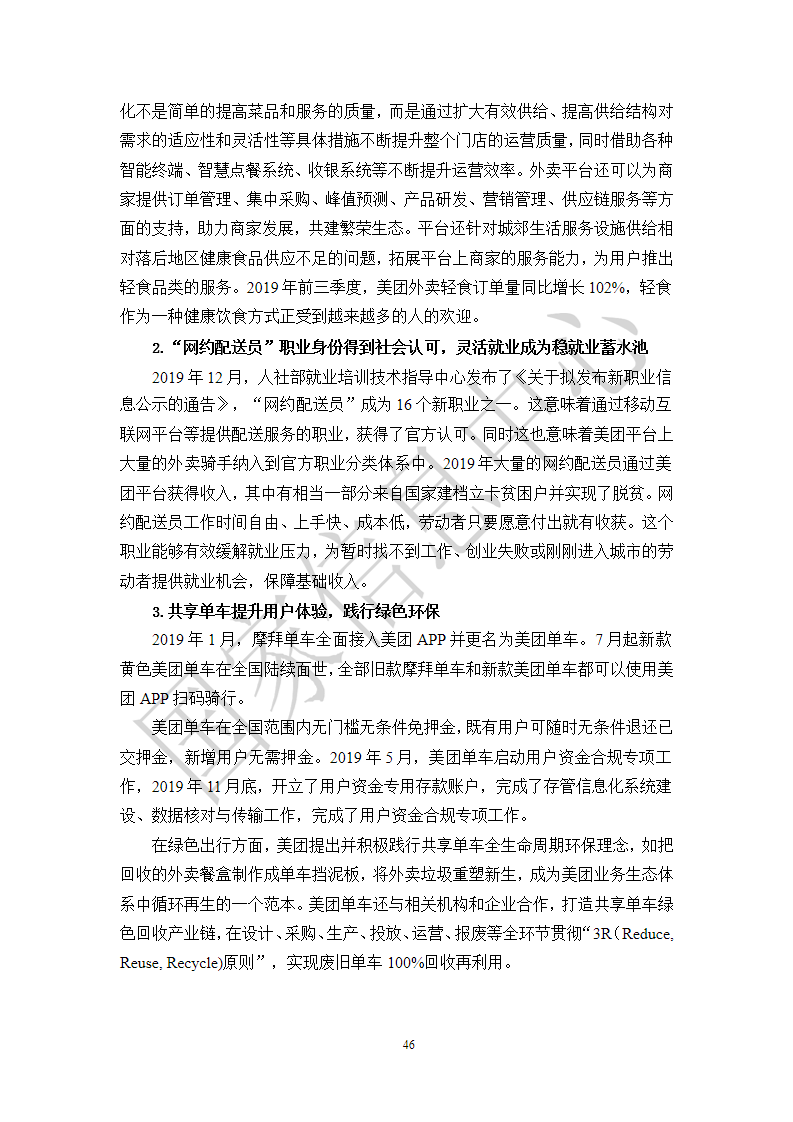 化不是简单的提高菜品和服务的质量，而是通过扩大有效供给、提高供给结构对
需求的适应性和灵活性等具体措施不断提升整个门店的运营质量，同时借助各种
智能终端、智慧点餐系统、收银系统等不断提升运营效率。外卖平台还可以为商
家提供订单管理、集中采购、峰值预测、产品研发、营销管理、供应链服务等方
面的支持，助力商家发展，共建繁荣生态。平台还针对城郊生活服务设施供给相
对落后地区健康食品供应不足的问题，拓展平台上商家的服务能力，为用户推出
轻食品类的服务。2019 年前三季度，美团外卖轻食订单量同比增长 102%，轻食
作为一种健康饮食方式正受到越来越多的人的欢迎。
2. “网约配送员”职业身份得到社会认可，灵活就业成为稳就业蓄水池
2019 年 12 月，人社部就业培训技术指导中心发布了《关于拟发布新职业信
息公示的通告》，“网约配送员”成为 16 个新职业之一。这意味着通过移动互
联网平台等提供配送服务的职业，获得了官方认可。同时这也意味着美团平台上
大量的外卖骑手纳入到官方职业分类体系中。2019 年大量的网约配送员通过美
团平台获得收入，其中有相当一部分来自国家建档立卡贫困户并实现了脱贫。网
约配送员工作时间自由、上手快、成本低，劳动者只要愿意付出就有收获。这个
职业能够有效缓解就业压力，为暂时找不到工作、创业失败或刚刚进入城市的劳
动者提供就业机会，保障基础收入。
3. 共享单车提升用户体验，践行绿色环保
2019 年 1 月，摩拜单车全面接入美团 APP 并更名为美团单车。7 月起新款
黄色美团单车在全国陆续面世，全部旧款摩拜单车和新款美团单车都可以使用美
团 APP 扫码骑行。
美团单车在全国范围内无门槛无条件免押金，既有用户可随时无条件退还已
交押金，新增用户无需押金。2019 年 5 月，美团单车启动用户资金合规专项工
作，2019 年 11 月底，开立了用户资金专用存款账户，完成了存管信息化系统建
设、数据核对与传输工作，完成了用户资金合规专项工作。
在绿色出行方面，美团提出并积极践行共享单车全生命周期环保理念，如把
回收的外卖餐盒制作成单车挡泥板，将外卖垃圾重塑新生，成为美团业务生态体
系中循环再生的一个范本。美团单车还与相关机构和企业合作，打造共享单车绿
色回收产业链，在设计、采购、生产、投放、运营、报废等全环节贯彻“3R（Reduce,
Reuse, Recycle)原则”，实现废旧单车 100%回收再利用。
国家信息中心
46